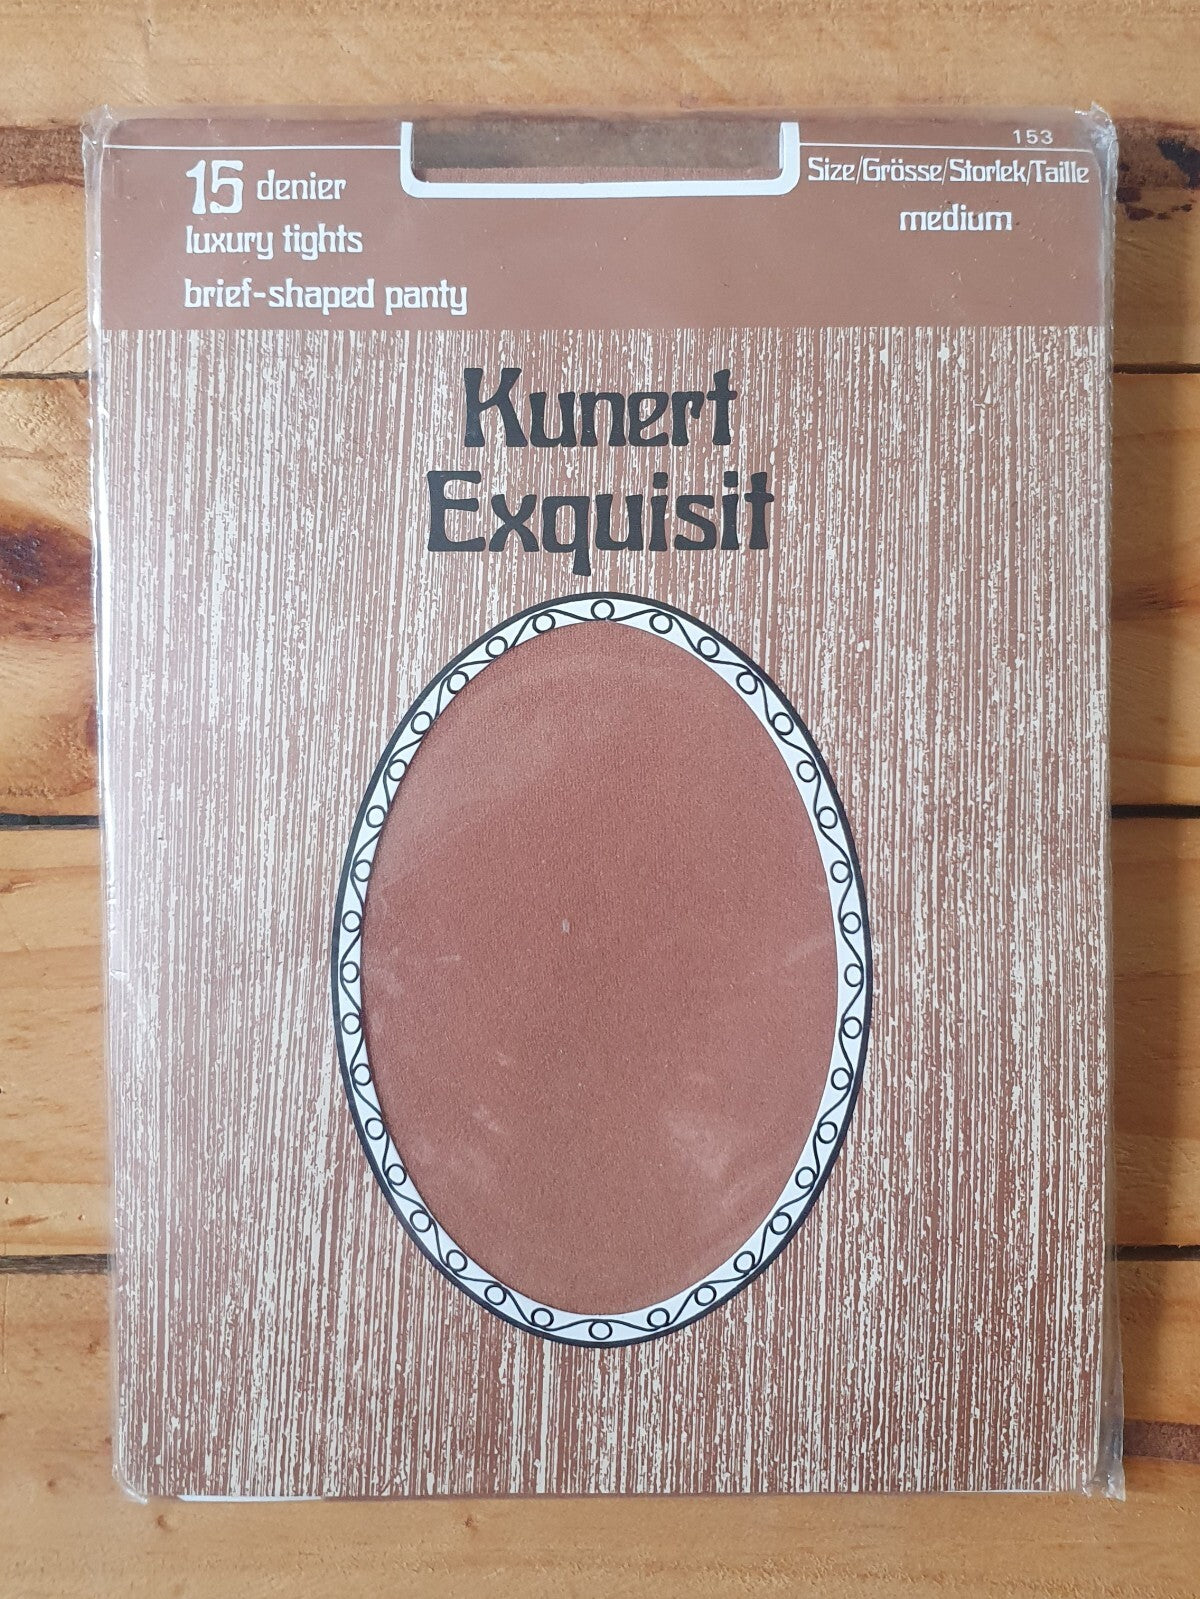 15 denier
luxury tights
brief-shaped panty
153
Size/Grösse/Storlek/Taille
medium
Kunert
Exquisit